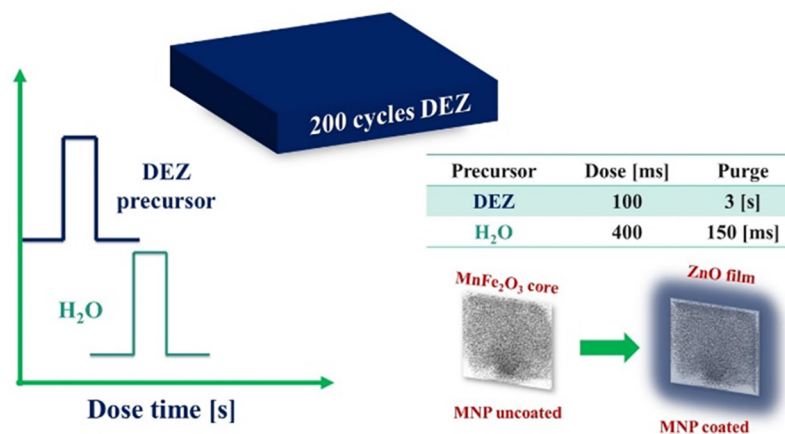 200 cycles DEZ
DEZ
precursor
H₂O
Dose time [s]
Precursor Dose [ms] Purge
DEZ 100 3 [s]
H₂O 400 150 [ms]
MnFe₂O₃ core
ZnO film
MNP uncoated
MNP coated